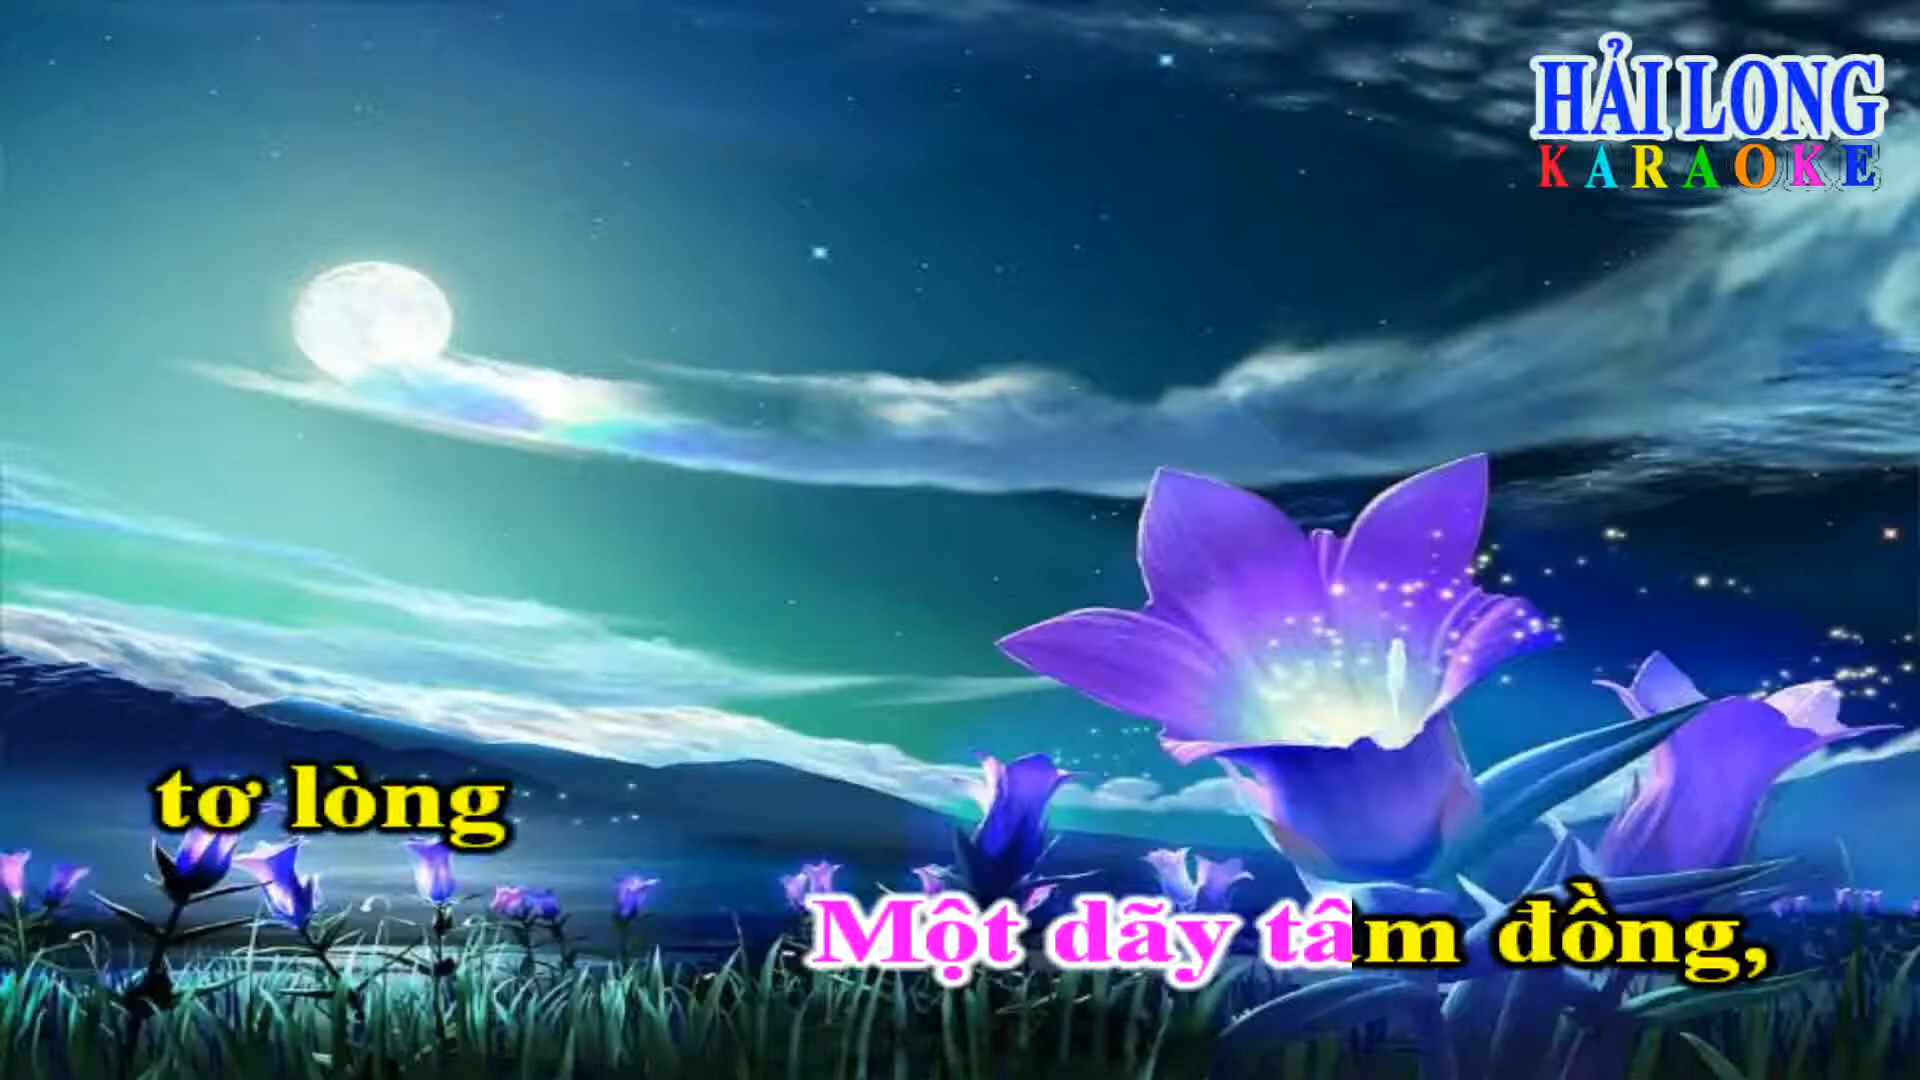 HẢI LONG
KARAOKE
tơ lòng
Một dãy tâm đồng,